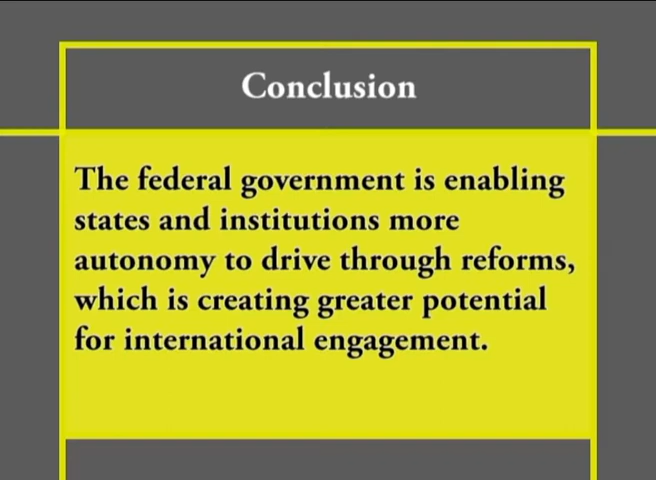 Conclusion
The federal government is enabling
states and institutions more
autonomy to drive through reforms,
which is creating greater potential
for international engagement.